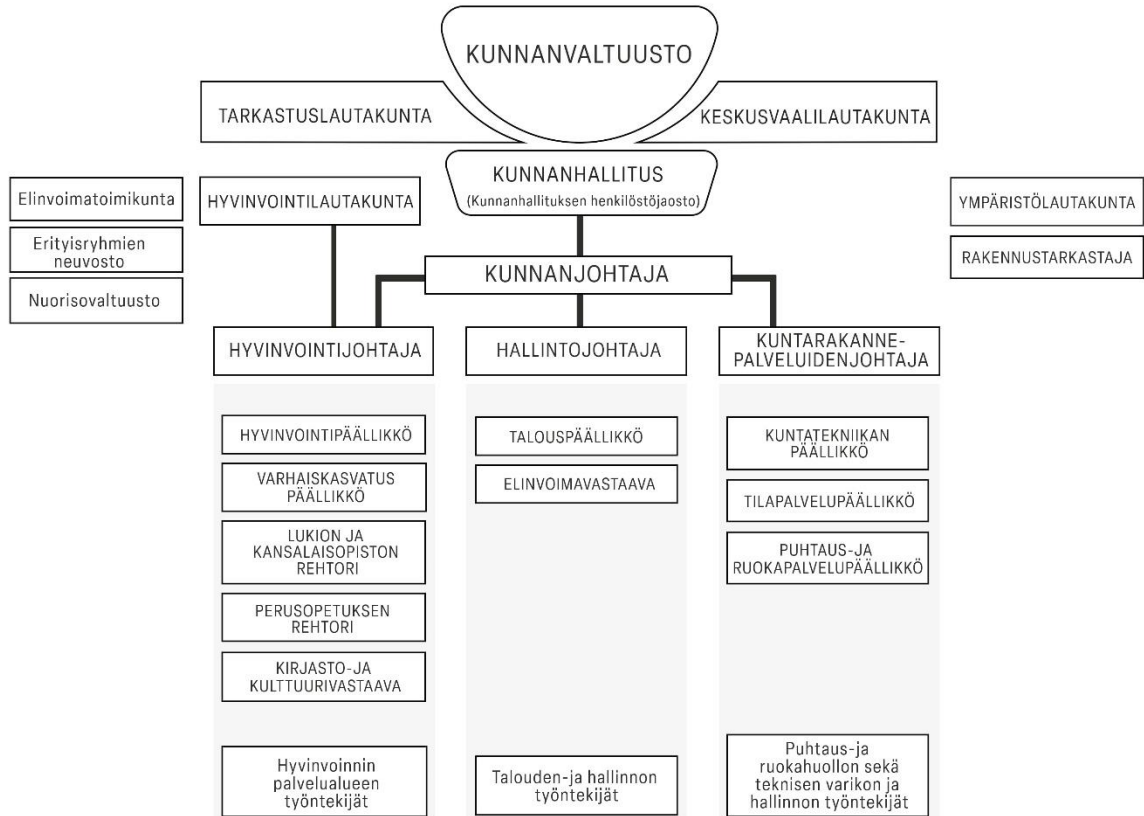 KUNNANVALTUUSTO
TARKASTUSLAUTAKUNTA
KESKUSVAALILAUTAKUNTA
KUNNANHALLITUS
(Kunnanhallituksen henkilöstöjaosto)
Elinvoimatoimikunta
HYVINVOINTILAUTAKUNTA
YMPÄRISTÖLAUTAKUNTA
Erityisryhmien
neuvosto
RAKENNUSTARKASTAJA
KUNNANJOHTAJA
Nuorisovaltuusto
HYVINVOINTIJOHTAJA
HALLINTOJOHTAJA
KUNTARAKANNE-
PALVELUIDENJOHTAJA
HYVINVOINTIPÄÄLLIKKÖ
VARHAISKASVATUS
PÄÄLLIKKÖ
LUKION JA
KANSALAISOPISTON
REHTORI
PERUSOPETUKSEN
REHTORI
KIRJASTO-JA
KULTTUURIVASTAAVA
Hyvinvoinnin
palvelualueen
työntekijät
TALOUSPÄÄLLIKKÖ
ELINVOIMAVASTAAVA
Talouden-ja hallinnon
työntekijät
KUNTATEKNIIKAN
PÄÄLLIKKÖ
TILAPALVELUPÄÄLLIKKÖ
PUHTAUS-JA
RUOKAPALVELUPÄÄLLIKKÖ
Puhtaus-ja
ruokahuollon sekä
teknisen varikon ja
hallinnon työntekijät